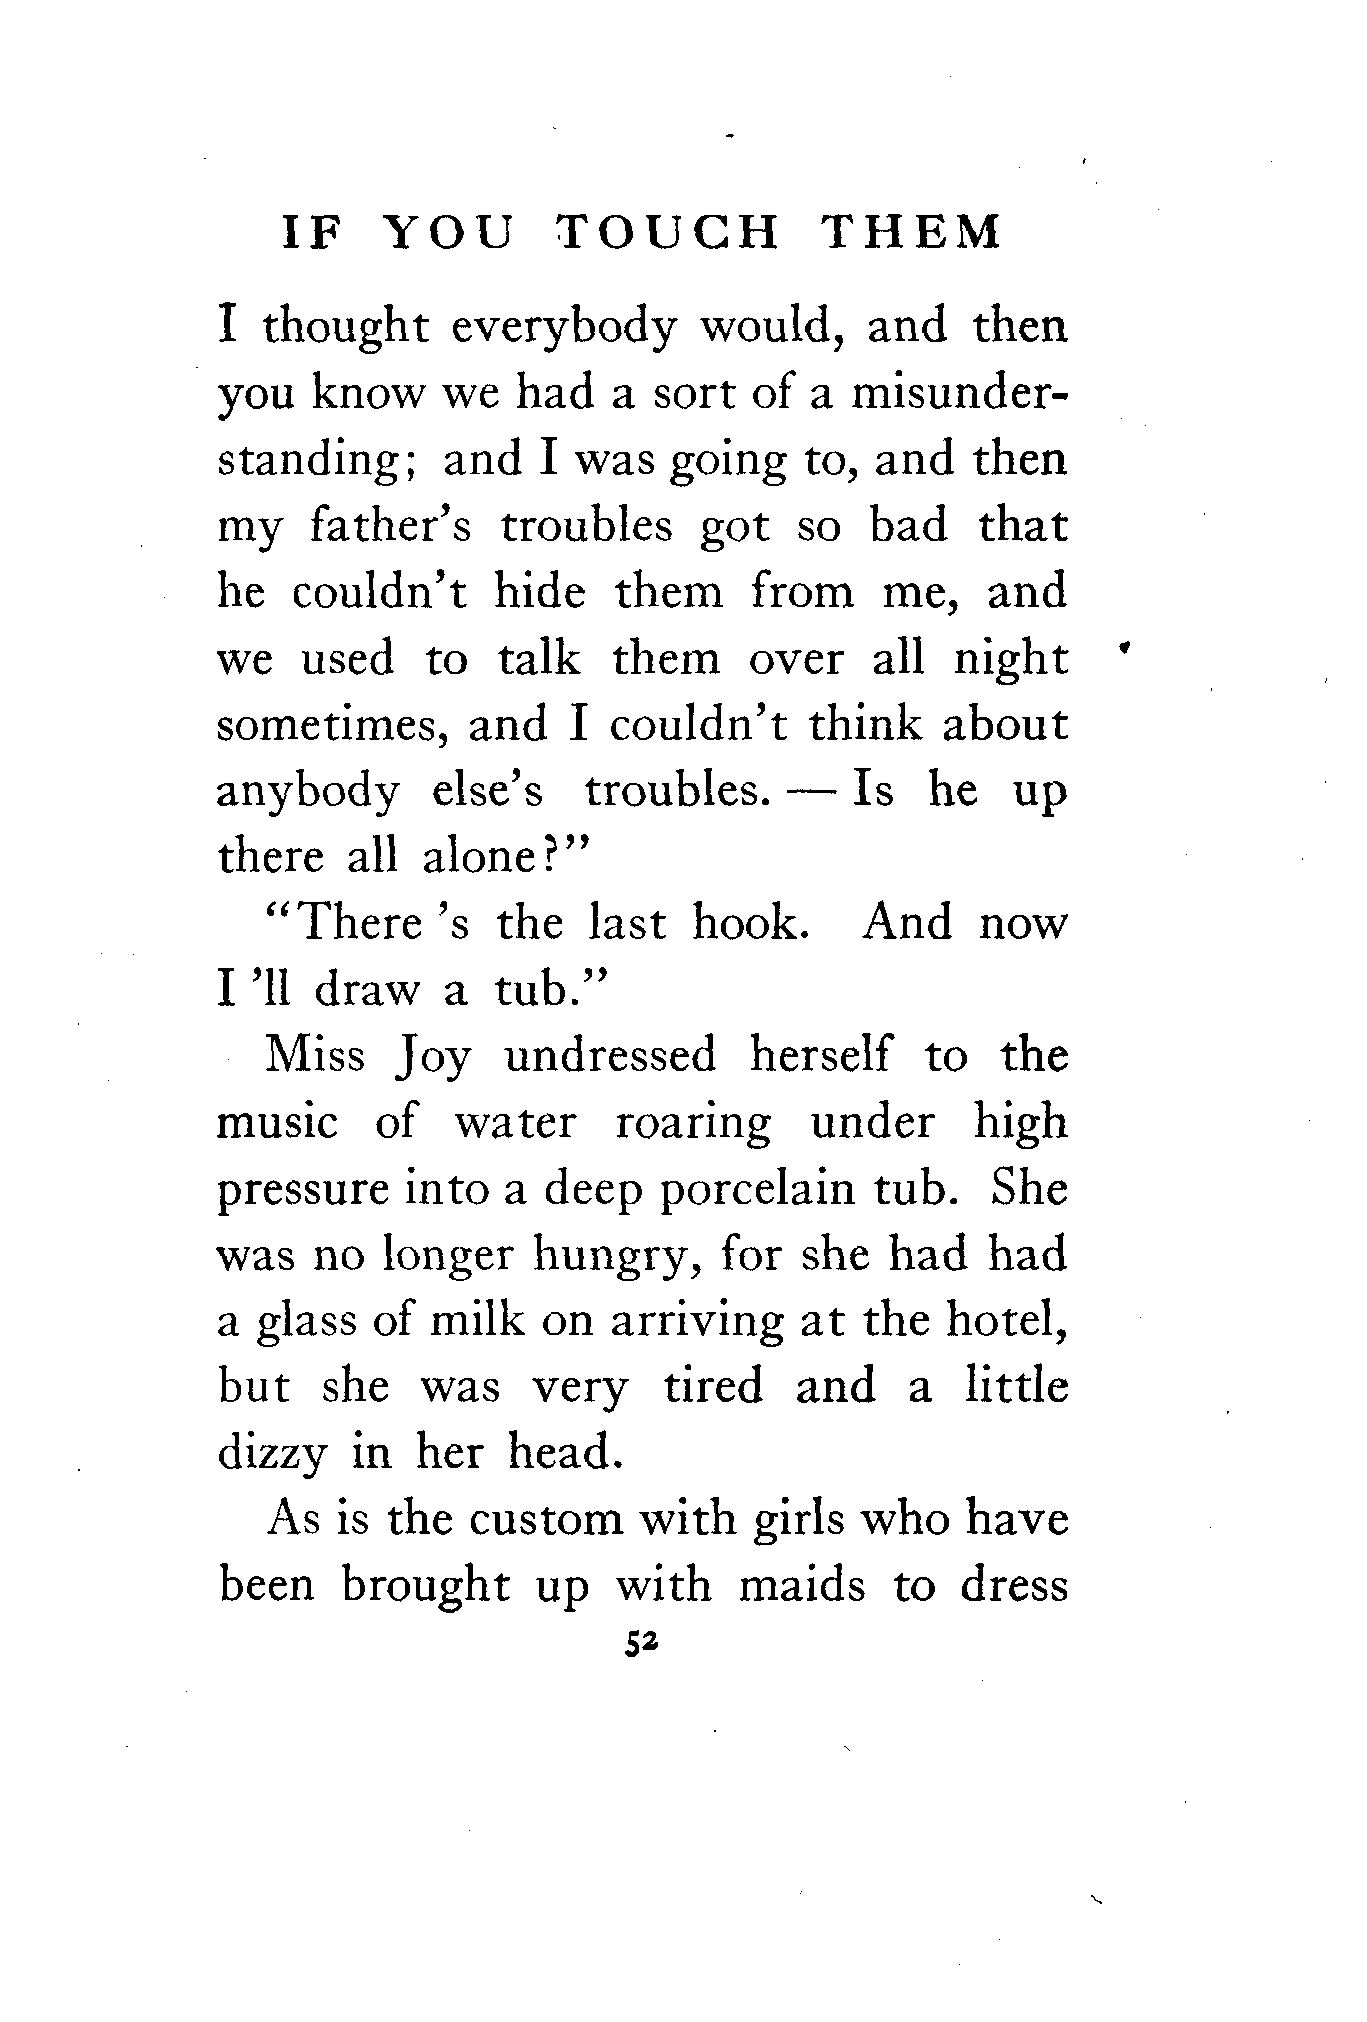 IF YOU TOUCH THEM
I thought everybody would, and then
you know we had a sort of a misunder-
standing; and I was going to, and then
my father's troubles got so bad that
he couldn't hide them from me, and
we used to talk them over all night
sometimes, and I couldn't think about
anybody else's troubles. — Is he up
there all alone?"
"There 's the last hook. And now
I 'll draw a tub."
Miss Joy undressed herself to the
music of water roaring under high
pressure into a deep porcelain tub. She
was no longer hungry, for she had had
a glass of milk on arriving at the hotel,
but she was very tired and a little
dizzy in her head.
As is the custom with girls who have
been brought up with maids to dress
52